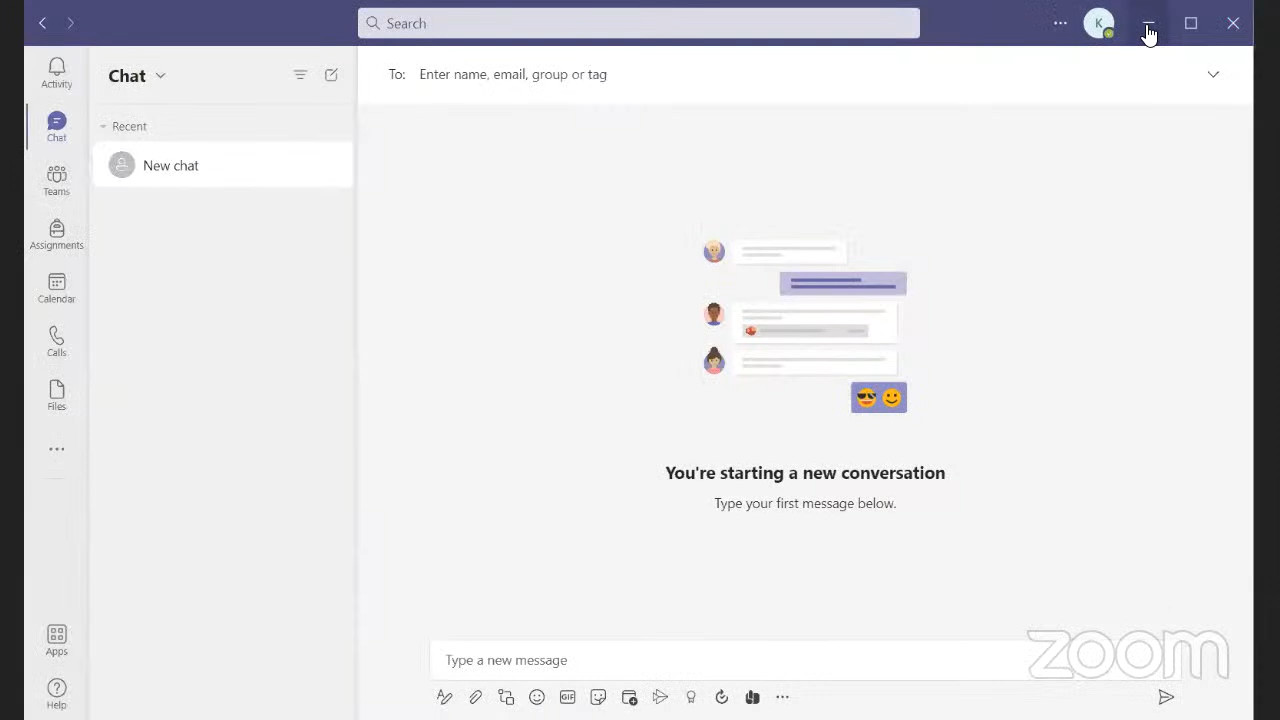 Search
K
Activity
Chat
Teams
Assignments
Calendar
Calls
Files
Apps
Help
Chat
Recent
New chat
To: Enter name, email, group or tag
You're starting a new conversation
Type your first message below.
Type a new message
GIF
zoom